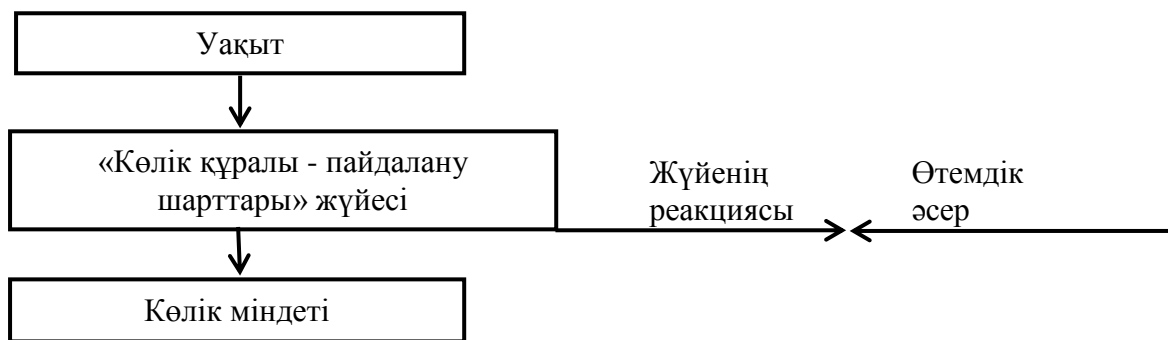 Уақыт
«Көлік құралы - пайдалану
шарттары» жүйесі
Жүйенің
реакциясы
Өтемдік
әсер
Көлік міндеті